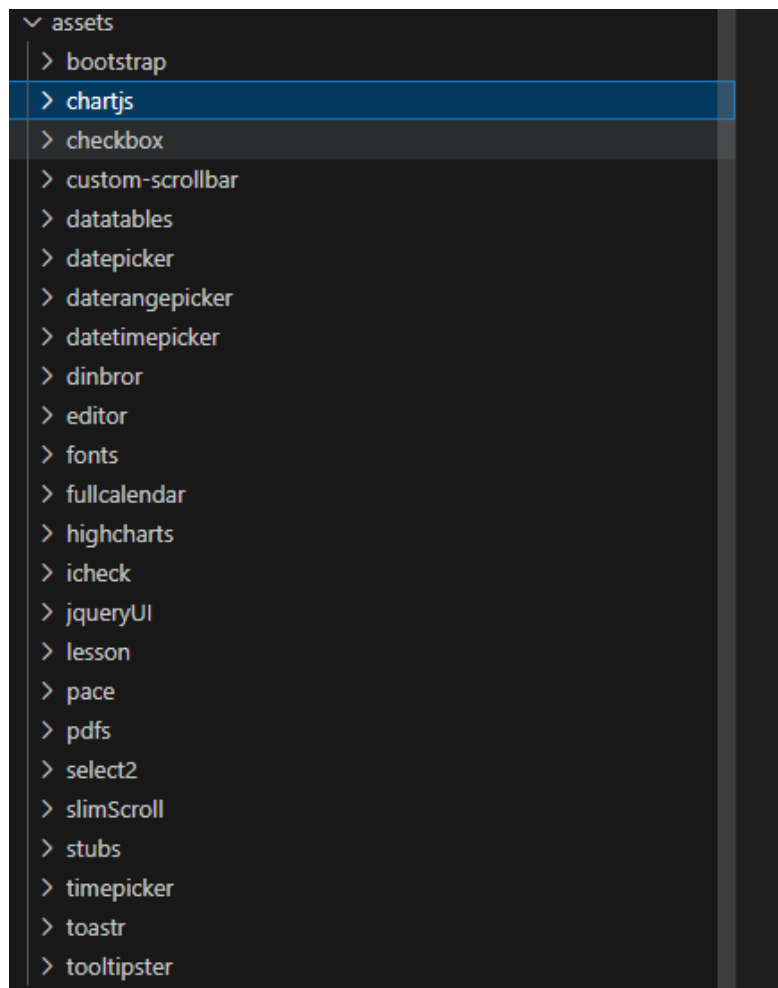 assets
bootstrap
chartjs
checkbox
custom-scrollbar
datatables
datepicker
daterangepicker
datetimepicker
dinbror
editor
fonts
fullcalendar
highcharts
icheck
jqueryUI
lesson
pace
pdfs
select2
slimScroll
stubs
timepicker
toastr
tooltipster